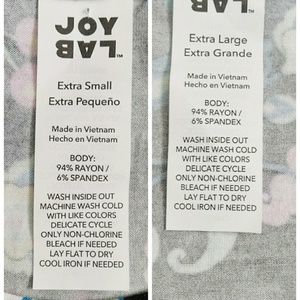 JOY
LAB™
Extra Small
Extra Pequeño
Made in Vietnam
Hecho en Vietnam
BODY:
94% RAYON /
6% SPANDEX
WASH INSIDE OUT
MACHINE WASH COLD
WITH LIKE COLORS
DELICATE CYCLE
ONLY NON-CHLORINE
BLEACH IF NEEDED
LAY FLAT TO DRY
COOL IRON IF NEEDED
LAB™
Extra Large
Extra Grande
Made in Vietnam
Hecho en Vietnam
BODY:
94% RAYON /
6% SPANDEX
WASH INSIDE OUT
MACHINE WASH COLD
WITH LIKE COLORS
DELICATE CYCLE
ONLY NON-CHLORINE
BLEACH IF NEEDED
LAY FLAT TO DRY
COOL IRON IF NEEDED